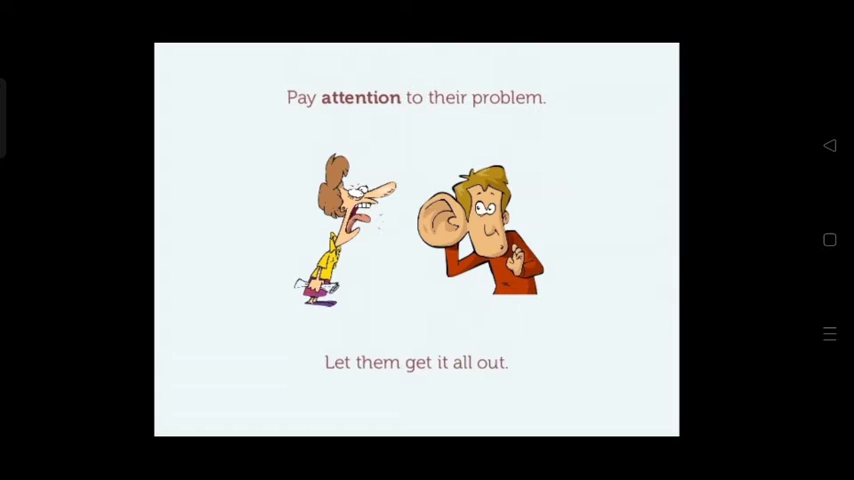 Pay attention to their problem.
Let them get it all out.